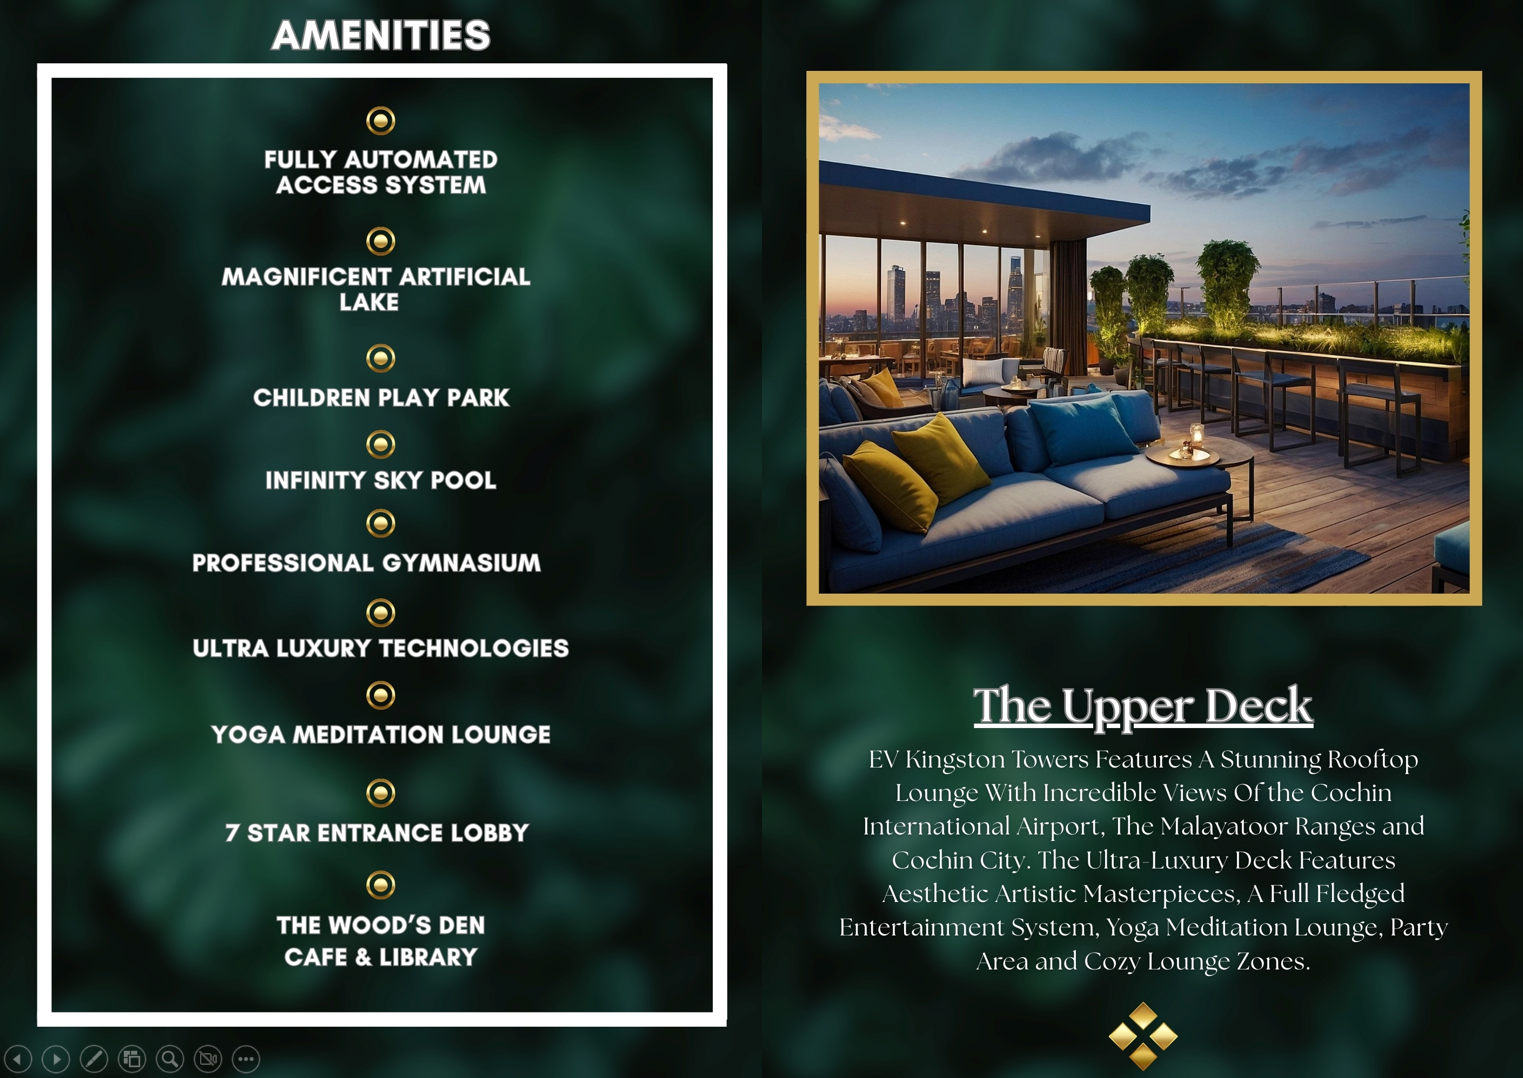 AMENITIES
FULLY AUTOMATED
ACCESS SYSTEM
MAGNIFICENT ARTIFICIAL
LAKE
CHILDREN PLAY PARK
INFINITY SKY POOL
PROFESSIONAL GYMNASIUM
ULTRA LUXURY TECHNOLOGIES
YOGA MEDITATION LOUNGE
7 STAR ENTRANCE LOBBY
THE WOOD'S DEN
CAFE & LIBRARY
The Upper Deck
EV Kingston Towers Features A Stunning Rooftop
Lounge With Incredible Views Of the Cochin
International Airport, The Malayatoor Ranges and
Cochin City. The Ultra-Luxury Deck Features
Aesthetic Artistic Masterpieces, A Full Fledged
Entertainment System, Yoga Meditation Lounge, Party
Area and Cozy Lounge Zones.